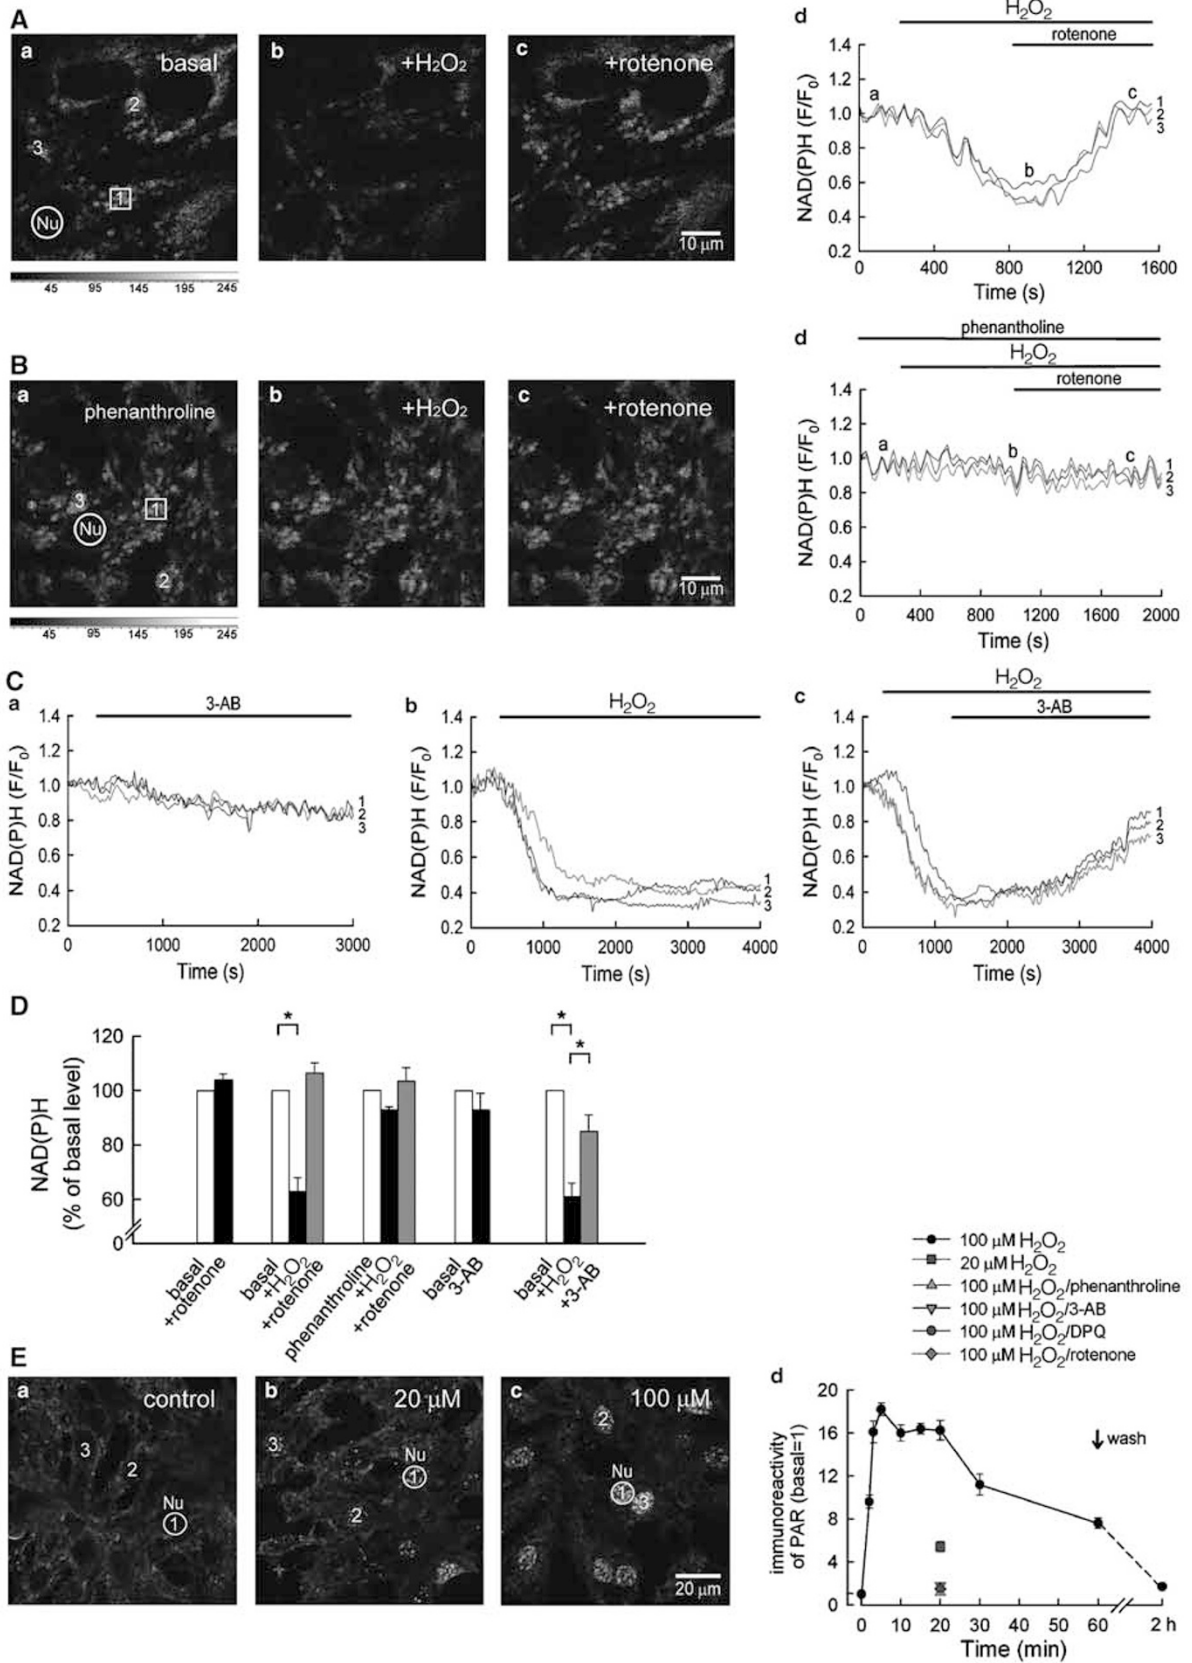 A
a
basal
2
3
1
Nu
45 95 145 195 245
b
+H₂O₂
c
+rotenone
10 μm
d
H₂O₂
rotenone
NAD(P)H (F/F₀)
1.4
1.2
1.0
0.8
0.6
0.4
0.2
a
b
c
1
2
3
0 400 800 1200 1600
Time (s)
B
a
phenanthroline
3
1
Nu
2
45 95 145 195 245
b
+H₂O₂
c
+rotenone
10 μm
d
phenantholine
H₂O₂
rotenone
NAD(P)H (F/F₀)
1.4
1.2
1.0
0.8
0.6
0.4
0.2
a
b
c
1
2
3
0 400 800 1200 1600 2000
Time (s)
C
a
3-AB
NAD(P)H (F/F₀)
1.4
1.2
1.0
0.8
0.6
0.4
0.2
1
2
3
0 1000 2000 3000
Time (s)
b
H₂O₂
NAD(P)H (F/F₀)
1.4
1.2
1.0
0.8
0.6
0.4
0.2
1
2
3
0 1000 2000 3000 4000
Time (s)
c
H₂O₂
3-AB
NAD(P)H (F/F₀)
1.4
1.2
1.0
0.8
0.6
0.4
0.2
1
2
3
0 1000 2000 3000 4000
Time (s)
D
NAD(P)H
(% of basal level)
120
100
80
60
0
*
*
*
basal
+rotenone
basal
+H₂O₂
+rotenone
phenanthroline
+H₂O₂
+rotenone
basal
3-AB
basal
+H₂O₂
+3-AB
E
a
control
3
2
Nu
1
b
20 μM
3
Nu
1
2
c
100 μM
2
Nu
1
3
20 μm
100 μM H₂O₂
20 μM H₂O₂
100 μM H₂O₂/phenanthroline
100 μM H₂O₂/3-AB
100 μM H₂O₂/DPQ
100 μM H₂O₂/rotenone
d
immunoreactivity
of PAR (basal=1)
20
16
12
8
4
0
wash
0 10 20 30 40 50 60 2 h
Time (min)